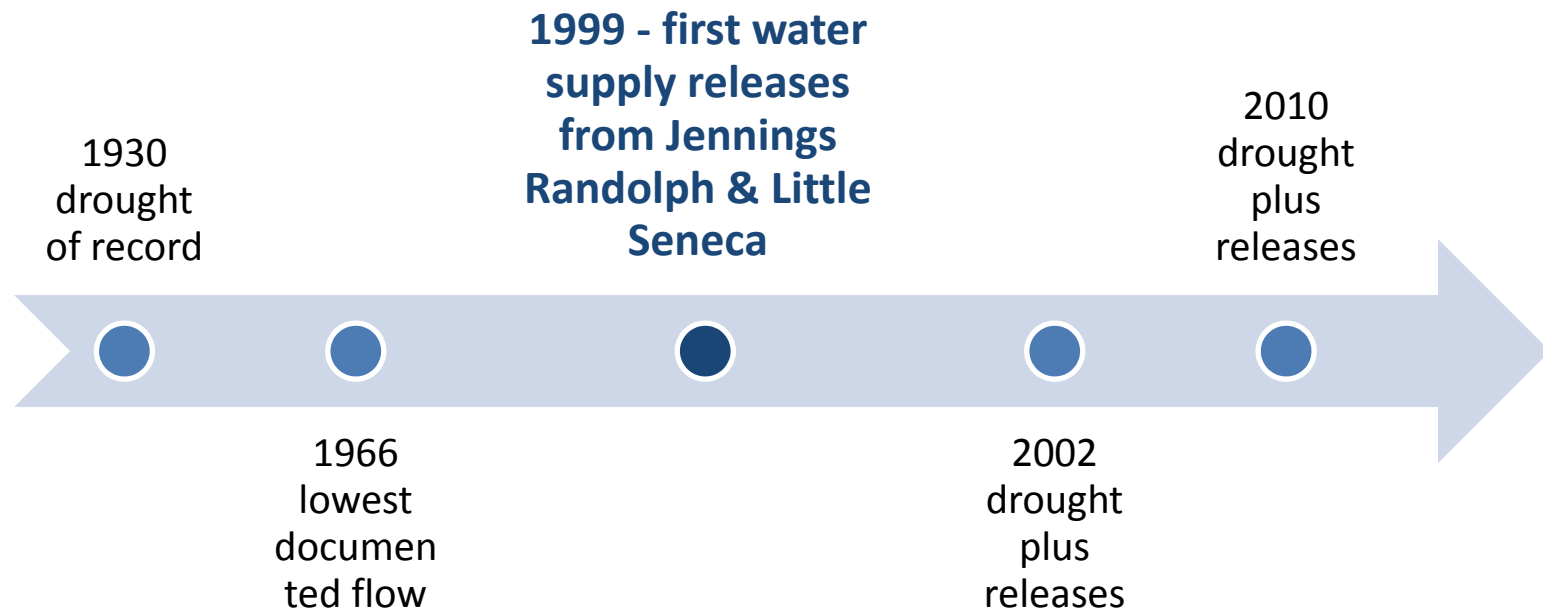 1930
drought
of record
1966
lowest
documen
ted flow
1999 - first water
supply releases
from Jennings
Randolph & Little
Seneca
2002
drought
plus
releases
2010
drought
plus
releases